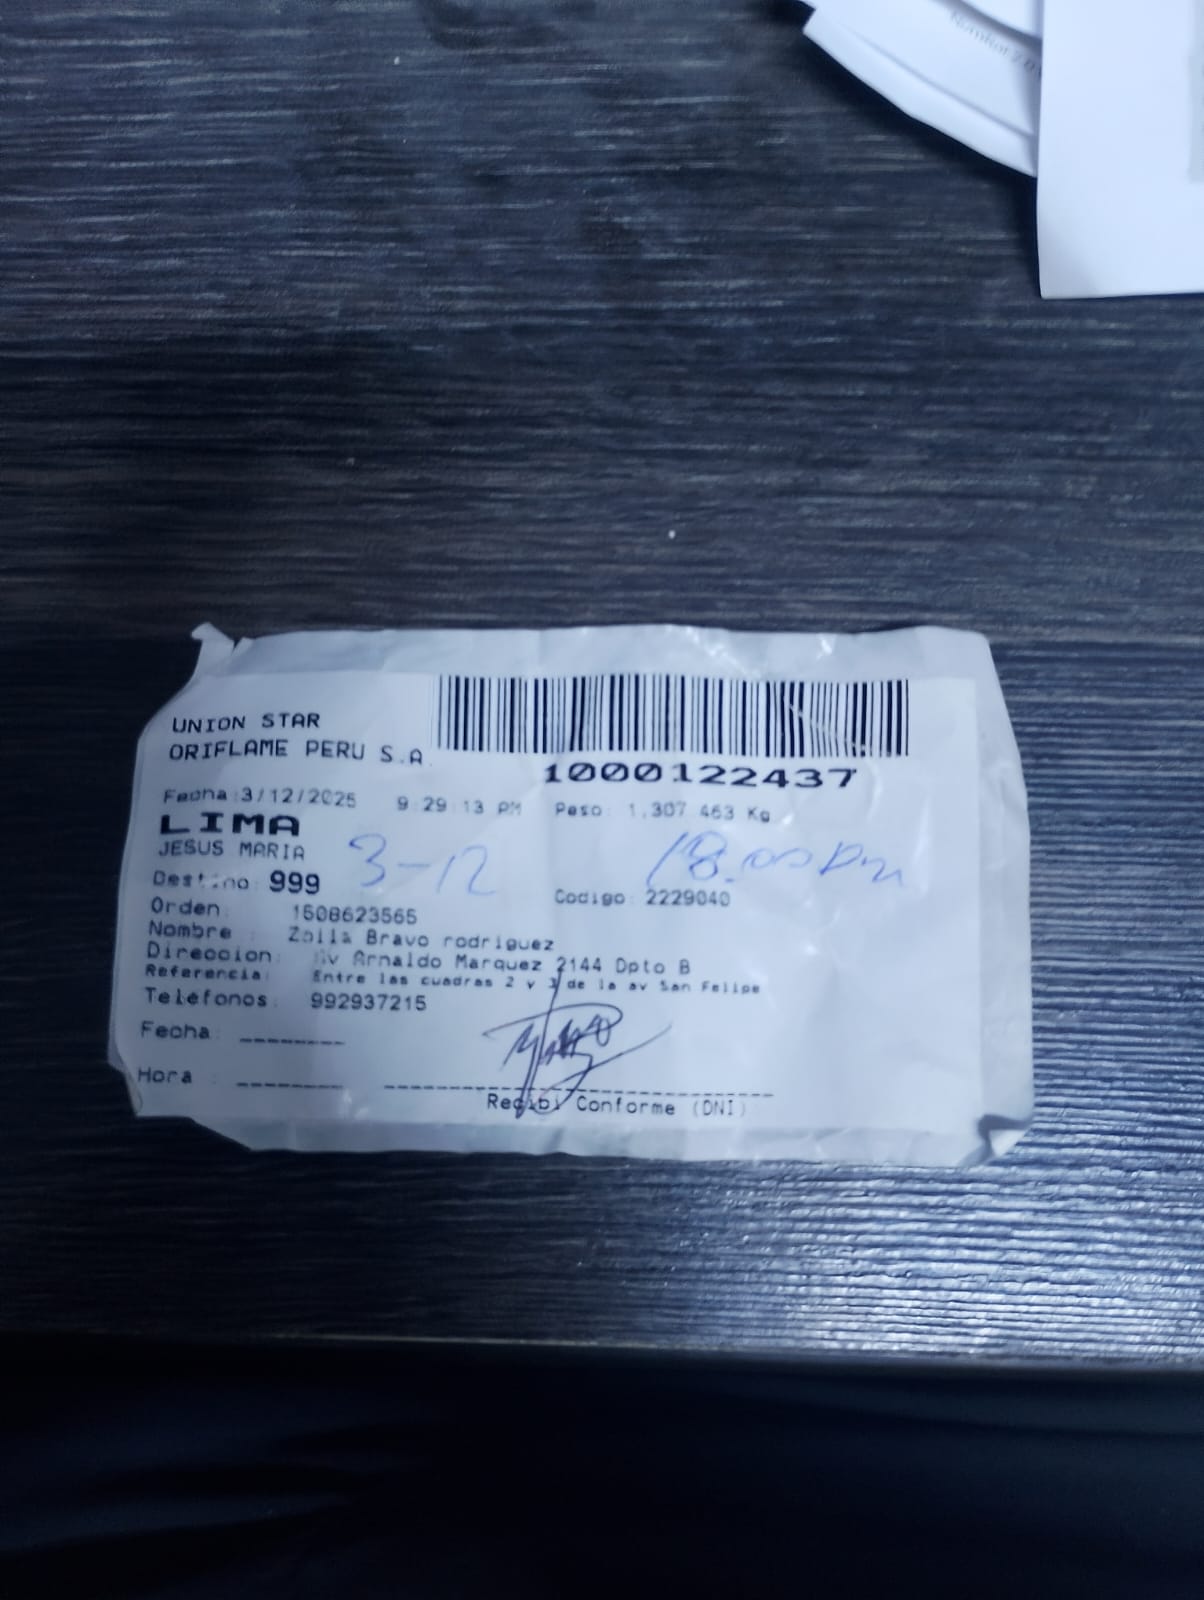 UNION STAR
ORIFLAME PERU S.A.
1000122437
Fecha:3/12/2025 9:29:13 PM Peso: 1,307.463 Kg
LIMA
JESUS MARIA
3-12 18.00 pm
Destino: 999 Codigo: 2229040
Orden: 1508623565
Nombre : Zoila Bravo rodriguez
Direccion: Av Arnaldo Marquez 2144 Dpto B
Referencia: Entre las cuadras 2 y 3 de la av San Felipe
Telefonos: 992937215
Fecha:
Hora :
Recibi Conforme (DNI)